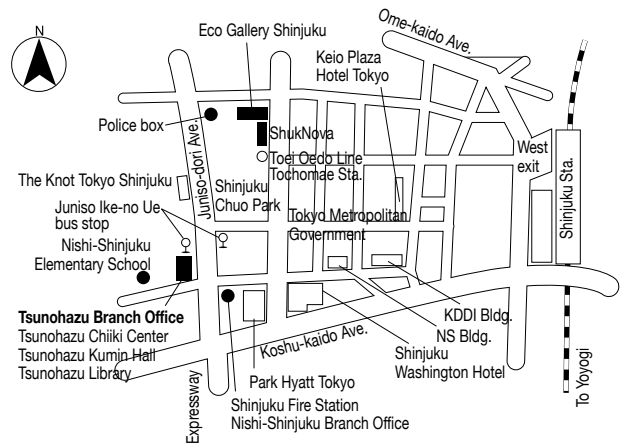 N
Eco Gallery Shinjuku
Ome-kaido Ave.
Keio Plaza
Hotel Tokyo
Police box
Juniso-dori Ave.
ShukNova
Toei Oedo Line
Tochomae Sta.
West
exit
Shinjuku Sta.
The Knot Tokyo Shinjuku
Shinjuku
Chuo Park
Juniso Ike-no Ue
bus stop
Tokyo Metropolitan
Government
Nishi-Shinjuku
Elementary School
Tsunohazu Branch Office
Tsunohazu Chiiki Center
Tsunohazu Kumin Hall
Tsunohazu Library
KDDI Bldg.
NS Bldg.
Koshu-kaido Ave.
Shinjuku
Washington Hotel
Park Hyatt Tokyo
Shinjuku Fire Station
Nishi-Shinjuku Branch Office
Expressway
To Yoyogi